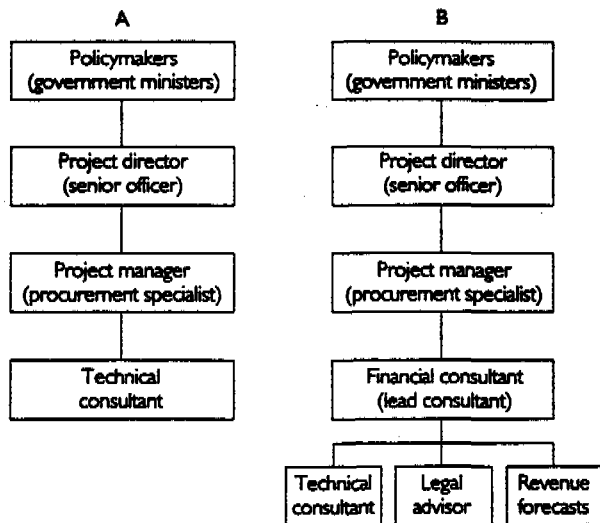 A
Policymakers
(government ministers)
Project director
(senior officer)
Project manager
(procurement specialist)
Technical
consultant
B
Policymakers
(government ministers)
Project director
(senior officer)
Project manager
(procurement specialist)
Financial consultant
(lead consultant)
Technical
consultant
Legal
advisor
Revenue
forecasts